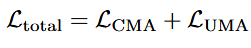 ℒ_total = ℒ_CMA + ℒ_UMA